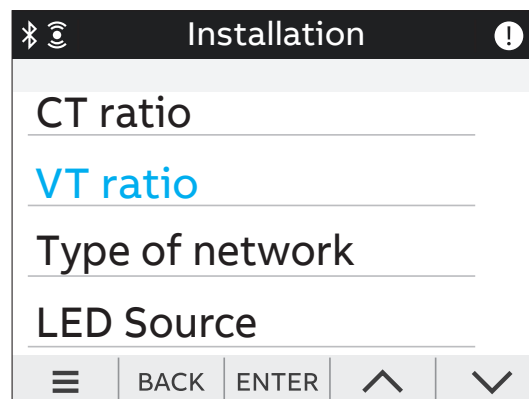 Installation
CT ratio
VT ratio
Type of network
LED Source
BACK ENTER